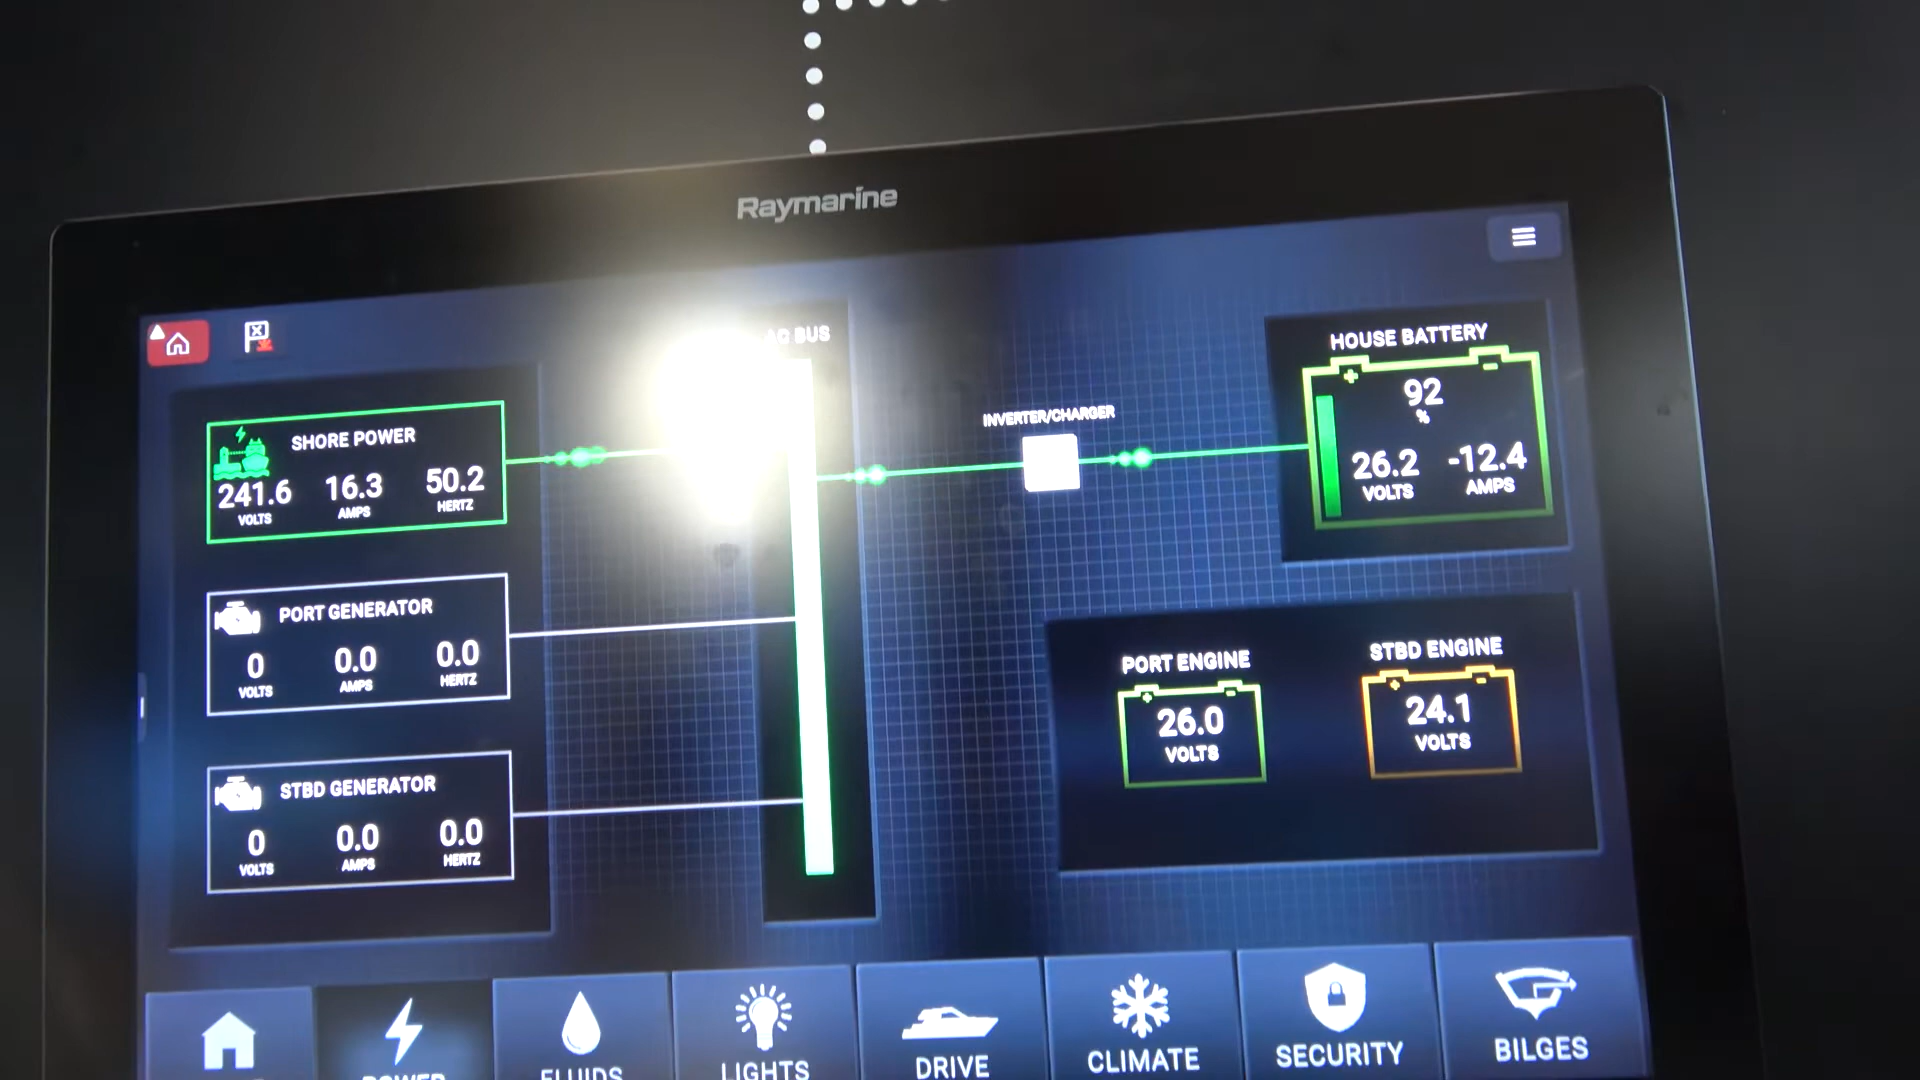 Raymarine
AC BUS
SHORE POWER
241.6 16.3 50.2
VOLTS AMPS HERTZ
INVERTER/CHARGER
HOUSE BATTERY
92
%
26.2 -12.4
VOLTS AMPS
PORT GENERATOR
0 0.0 0.0
VOLTS AMPS HERTZ
STBD GENERATOR
0 0.0 0.0
VOLTS AMPS HERTZ
PORT ENGINE
26.0
VOLTS
STBD ENGINE
24.1
VOLTS
POWER
FLUIDS
LIGHTS
DRIVE
CLIMATE
SECURITY
BILGES